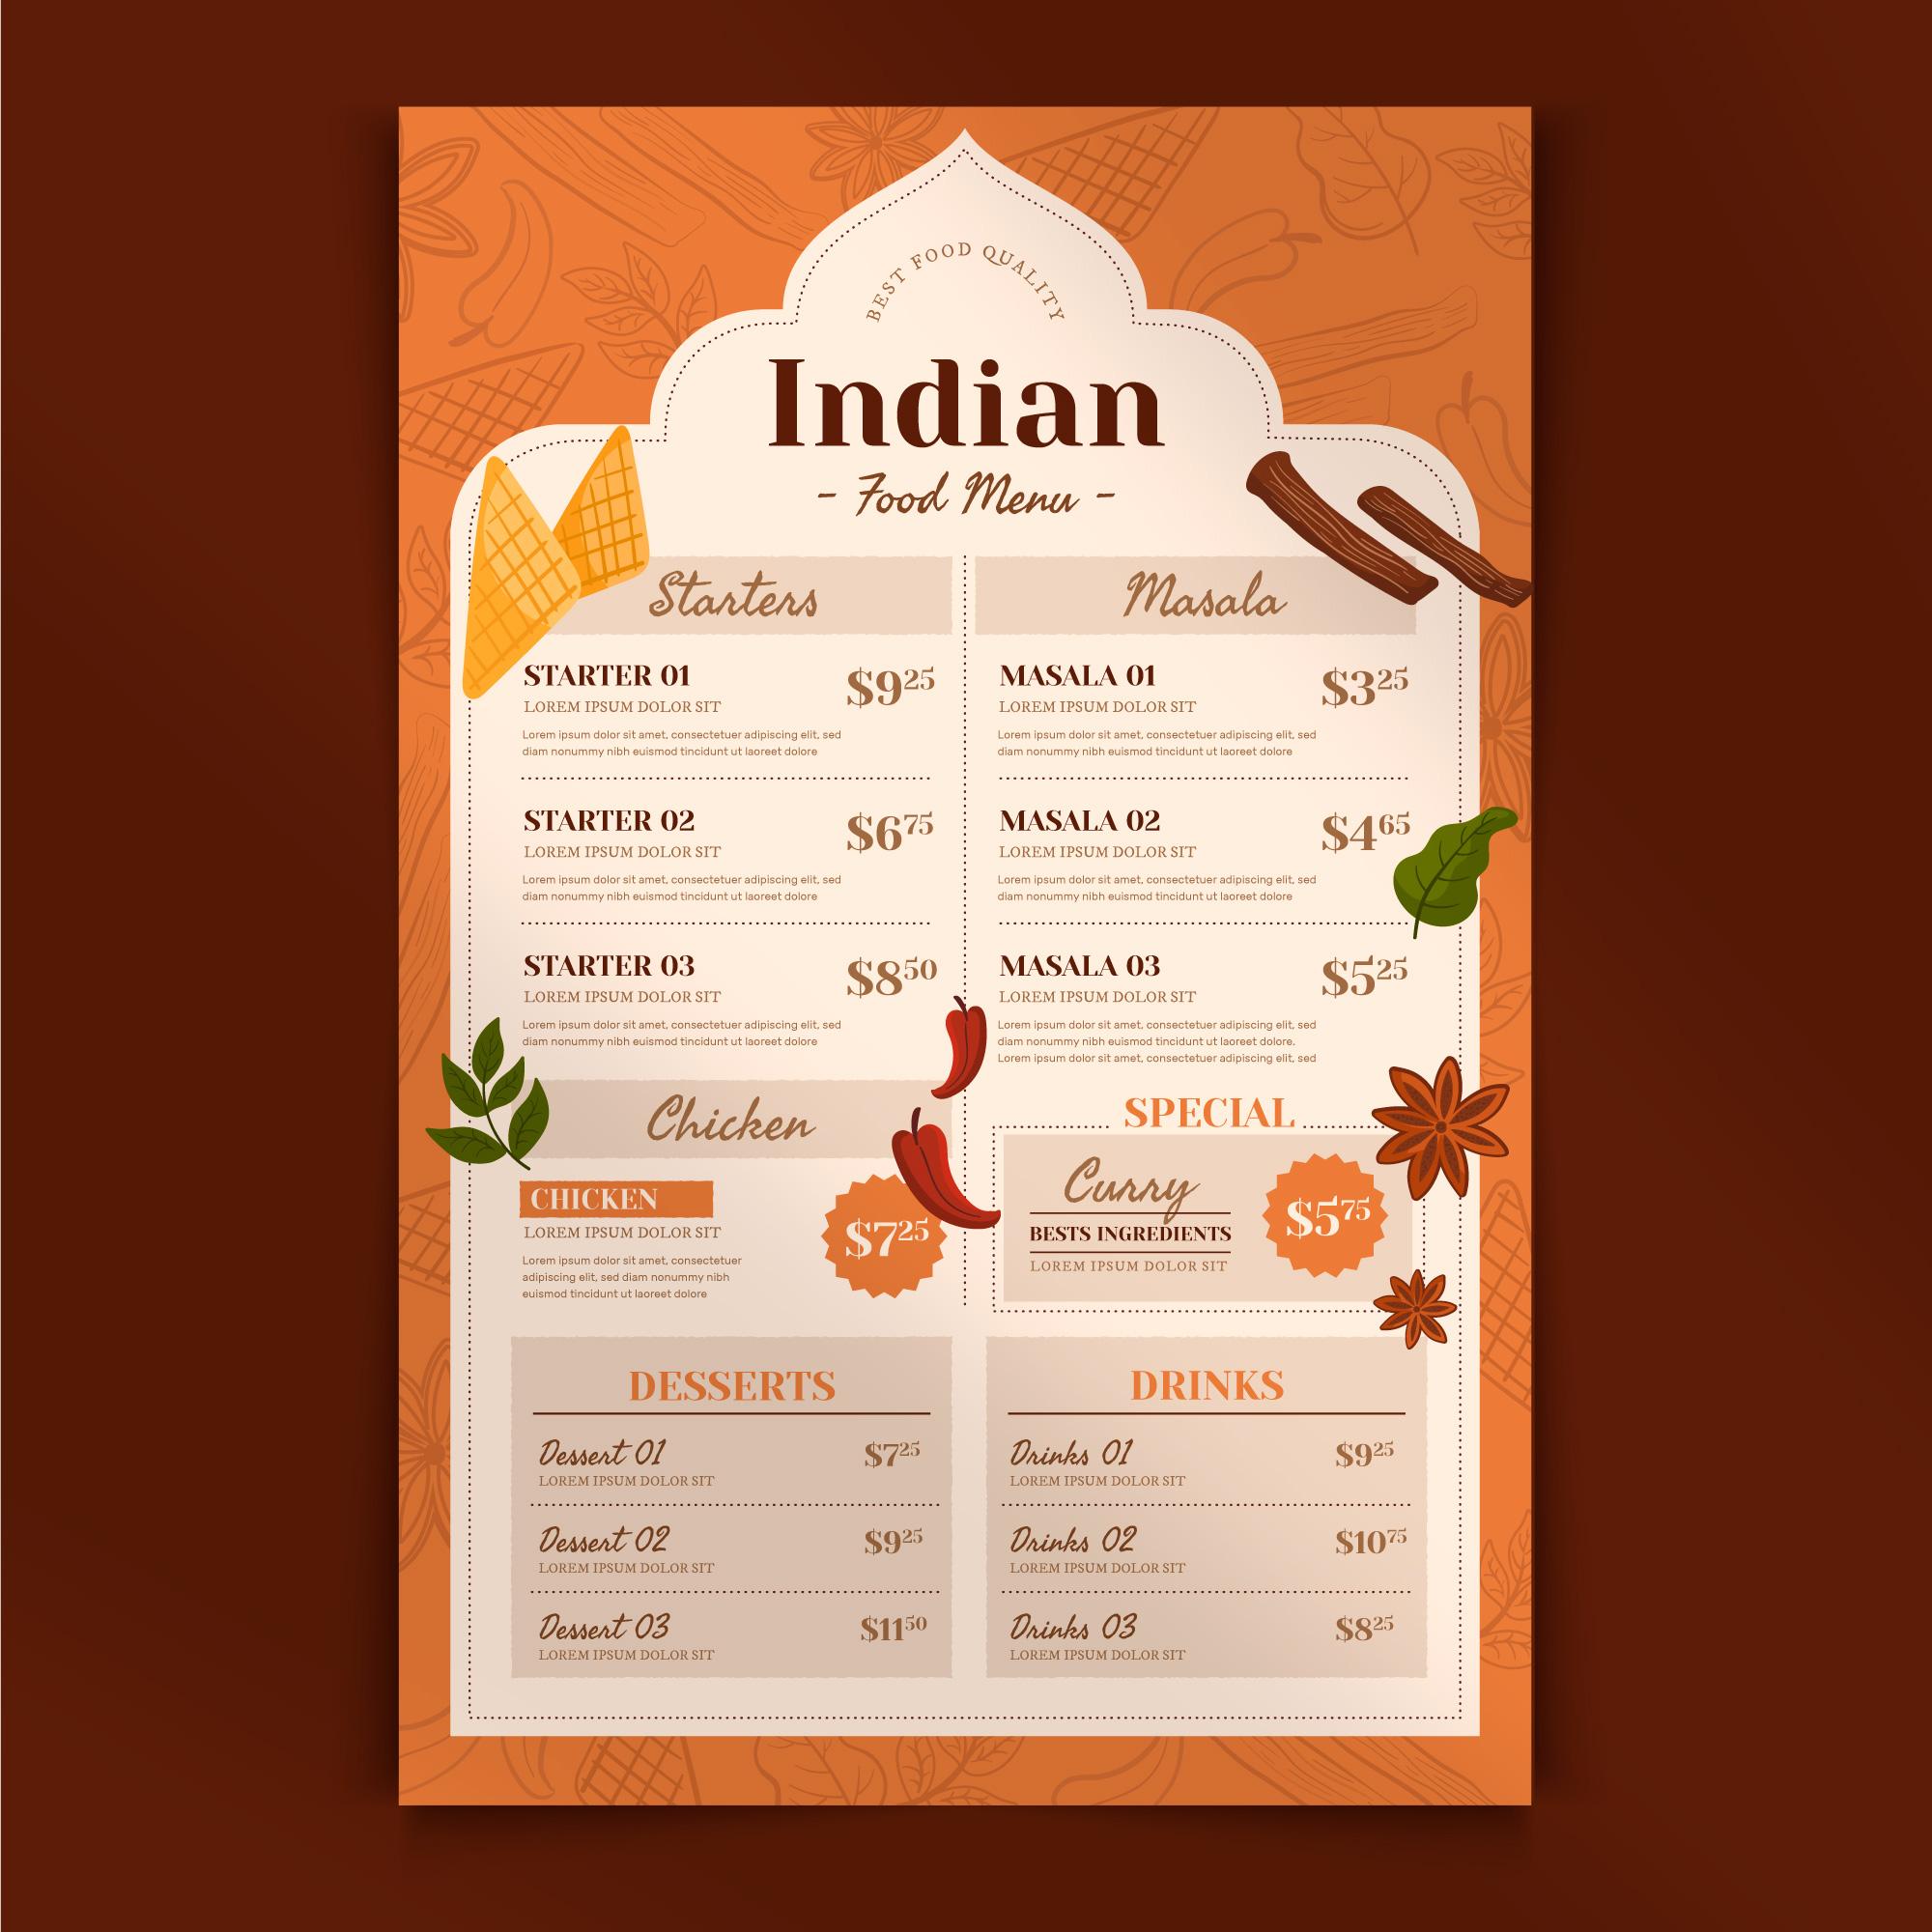 BEST FOOD QUALITY
Indian
- Food Menu -
Starters
STARTER 01
$9 25
LOREM IPSUM DOLOR SIT
Lorem ipsum dolor sit amet, consectetuer adipiscing elit, sed
diam nonummy nibh euismod tincidunt ut laoreet dolore
STARTER 02
$6 75
LOREM IPSUM DOLOR SIT
Lorem ipsum dolor sit amet, consectetuer adipiscing elit, sed
diam nonummy nibh euismod tincidunt ut laoreet dolore
STARTER 03
$8 50
LOREM IPSUM DOLOR SIT
Lorem ipsum dolor sit amet, consectetuer adipiscing elit, sed
diam nonummy nibh euismod tincidunt ut laoreet dolore
Chicken
CHICKEN
LOREM IPSUM DOLOR SIT
$7 25
Lorem ipsum dolor sit amet, consectetuer
adipiscing elit, sed diam nonummy nibh
euismod tincidunt ut laoreet dolore
Masala
MASALA 01
$3 25
LOREM IPSUM DOLOR SIT
Lorem ipsum dolor sit amet, consectetuer adipiscing elit, sed
diam nonummy nibh euismod tincidunt ut laoreet dolore
MASALA 02
$4 65
LOREM IPSUM DOLOR SIT
Lorem ipsum dolor sit amet, consectetuer adipiscing elit, sed
diam nonummy nibh euismod tincidunt ut laoreet dolore
MASALA 03
$5 25
LOREM IPSUM DOLOR SIT
Lorem ipsum dolor sit amet, consectetuer adipiscing elit, sed
diam nonummy nibh euismod tincidunt ut laoreet dolore.
Lorem ipsum dolor sit amet, consectetuer adipiscing elit, sed
SPECIAL
Curry
$5 75
BESTS INGREDIENTS
LOREM IPSUM DOLOR SIT
DESSERTS
Dessert 01
$7 25
LOREM IPSUM DOLOR SIT
Dessert 02
$9 25
LOREM IPSUM DOLOR SIT
Dessert 03
$11 50
LOREM IPSUM DOLOR SIT
DRINKS
Drinks 01
$9 25
LOREM IPSUM DOLOR SIT
Drinks 02
$10 75
LOREM IPSUM DOLOR SIT
Drinks 03
$8 25
LOREM IPSUM DOLOR SIT